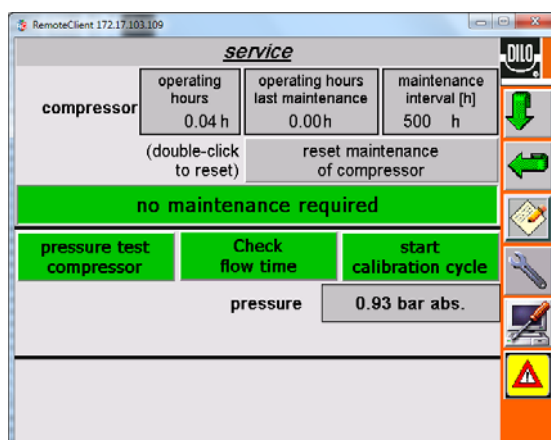 RemoteClient 172.17.103.109
service
DILO
compressor
operating
hours
0.04 h
operating hours
last maintenance
0.00h
maintenance
interval [h]
500 h
(double-click
to reset)
reset maintenance
of compressor
no maintenance required
pressure test
compressor
Check
flow time
start
calibration cycle
pressure
0.93 bar abs.